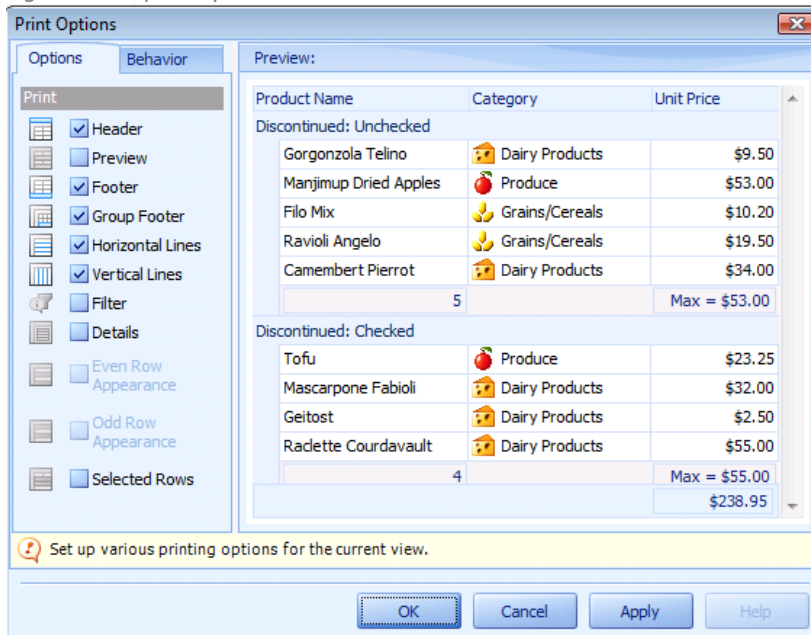 Print Options
Options Behavior
Print
Header
Preview
Footer
Group Footer
Horizontal Lines
Vertical Lines
Filter
Details
Even Row
Appearance
Odd Row
Appearance
Selected Rows
Preview:
Product Name Category Unit Price
Discontinued: Unchecked
Gorgonzola Telino Dairy Products $9.50
Manjimup Dried Apples Produce $53.00
Filo Mix Grains/Cereals $10.20
Ravioli Angelo Grains/Cereals $19.50
Camembert Pierrot Dairy Products $34.00
5 Max = $53.00
Discontinued: Checked
Tofu Produce $23.25
Mascarpone Fabioli Dairy Products $32.00
Geitost Dairy Products $2.50
Raclette Courdavault Dairy Products $55.00
4 Max = $55.00
$238.95
Set up various printing options for the current view.
OK Cancel Apply Help